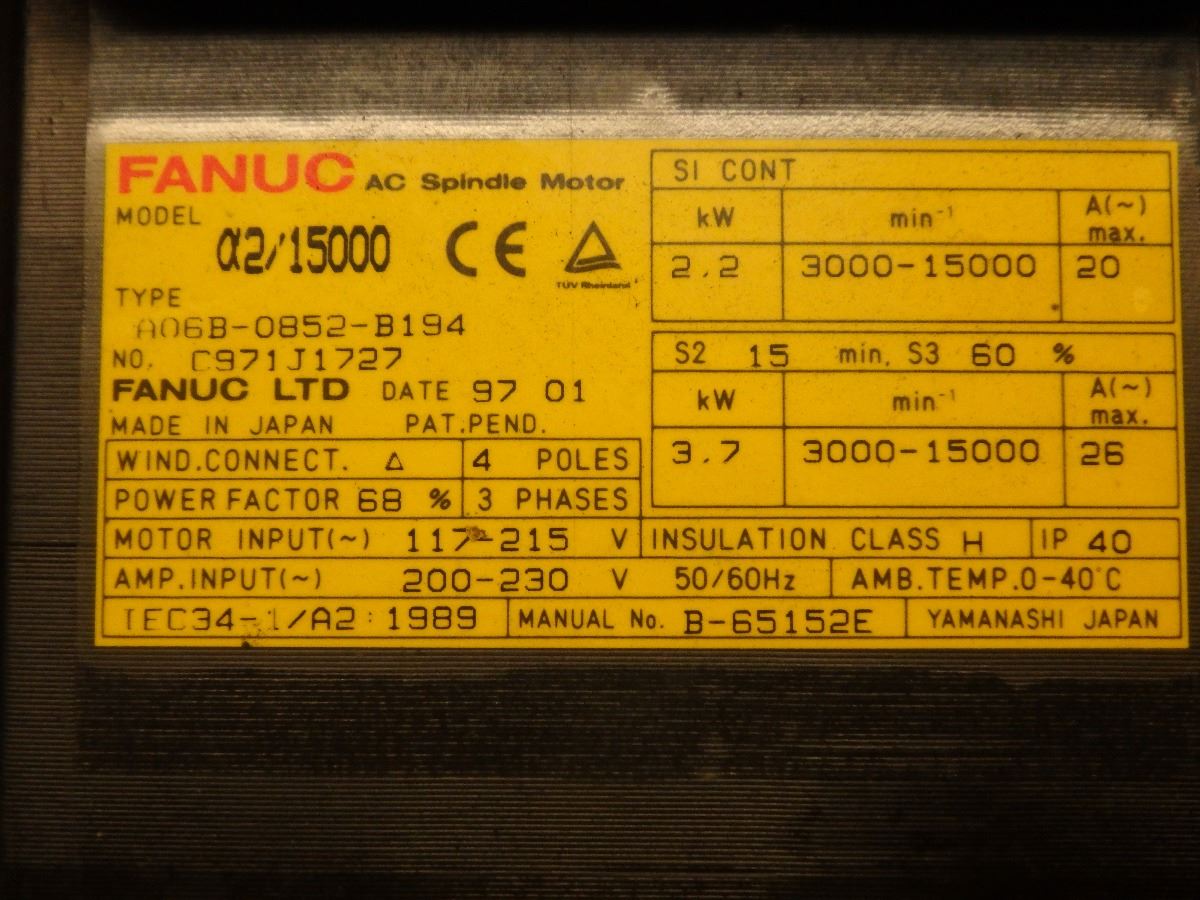 FANUC AC Spindle Motor
MODEL
α2/15000 CE
TÜV Rheinland
TYPE
A06B-0852-B194
NO. C971J1727
FANUC LTD DATE 97 01
MADE IN JAPAN PAT.PEND.
WIND.CONNECT. △ 4 POLES
POWER FACTOR 68 % 3 PHASES
S1 CONT
kW min⁻¹ A(~) max.
2.2 3000-15000 20
S2 15 min. S3 60 %
kW min⁻¹ A(~) max.
3.7 3000-15000 26
MOTOR INPUT(~) 117-215 V INSULATION CLASS H IP 40
AMP.INPUT(~) 200-230 V 50/60Hz AMB.TEMP.0-40°C
IEC34-1/A2:1989 MANUAL No. B-65152E YAMANASHI JAPAN